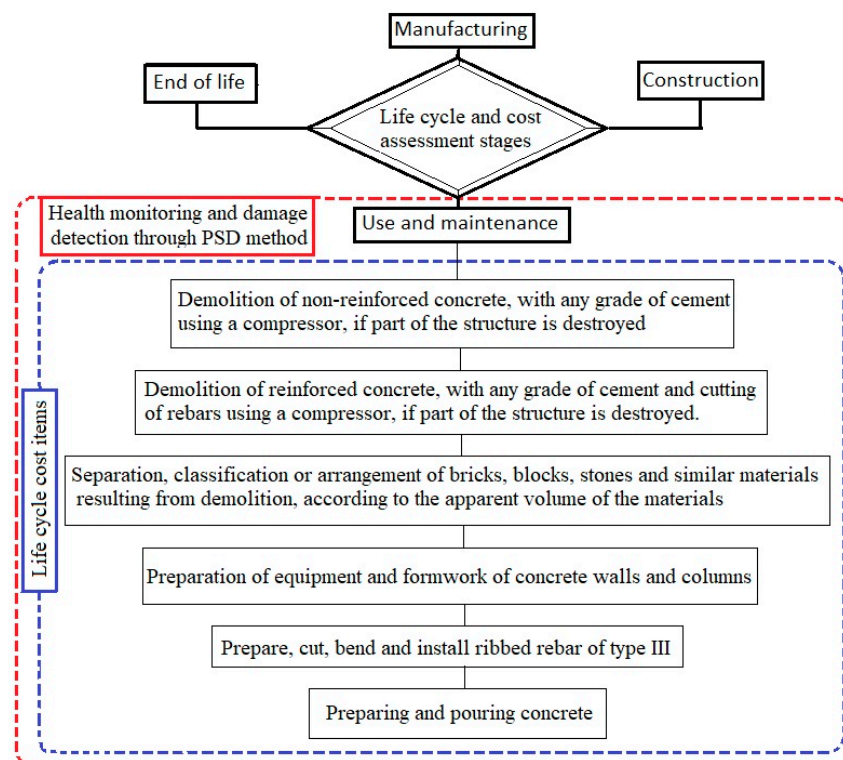 Manufacturing
End of life
Construction
Life cycle and cost
assessment stages
Health monitoring and damage
detection through PSD method
Use and maintenance
Life cycle cost items
Demolition of non-reinforced concrete, with any grade of cement
using a compressor, if part of the structure is destroyed
Demolition of reinforced concrete, with any grade of cement and cutting
of rebars using a compressor, if part of the structure is destroyed.
Separation, classification or arrangement of bricks, blocks, stones and similar materials
resulting from demolition, according to the apparent volume of the materials
Preparation of equipment and formwork of concrete walls and columns
Prepare, cut, bend and install ribbed rebar of type III
Preparing and pouring concrete